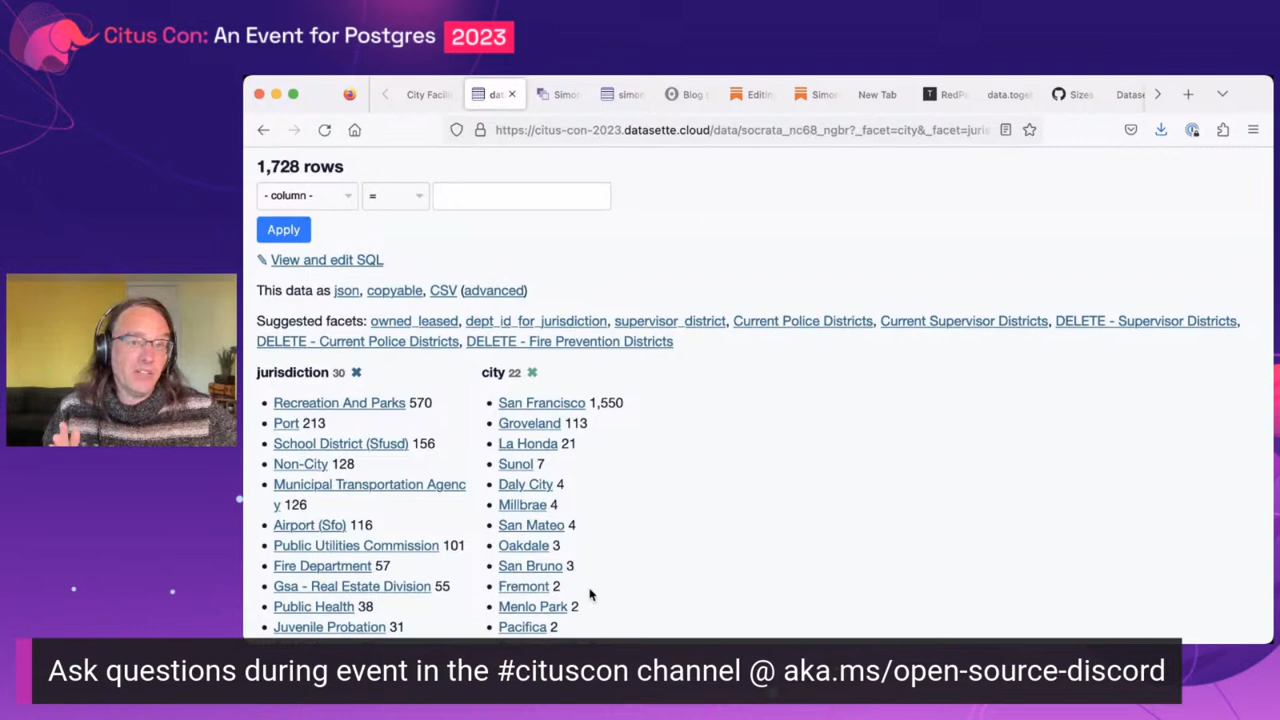 Citus Con: An Event for Postgres 2023
City Facili
dat
Simor
simon
Blog t
Editin
Simo
New Tab
RedPa
data.toget
Sizes
Datase
https://citus-con-2023.datasette.cloud/data/socrata_nc68_ngbr?_facet=city&_facet=juris
1,728 rows
- column - =
Apply
View and edit SQL
This data as json, copyable, CSV (advanced)
Suggested facets: owned_leased, dept_id_for_jurisdiction, supervisor_district, Current Police Districts, Current Supervisor Districts, DELETE - Supervisor Districts,
DELETE - Current Police Districts, DELETE - Fire Prevention Districts
jurisdiction 30 ✖
Recreation And Parks 570
Port 213
School District (Sfusd) 156
Non-City 128
Municipal Transportation Agenc
y 126
Airport (Sfo) 116
Public Utilities Commission 101
Fire Department 57
Gsa - Real Estate Division 55
Public Health 38
Juvenile Probation 31
city 22 ✖
San Francisco 1,550
Groveland 113
La Honda 21
Sunol 7
Daly City 4
Millbrae 4
San Mateo 4
Oakdale 3
San Bruno 3
Fremont 2
Menlo Park 2
Pacifica 2
Ask questions during event in the #cituscon channel @ aka.ms/open-source-discord